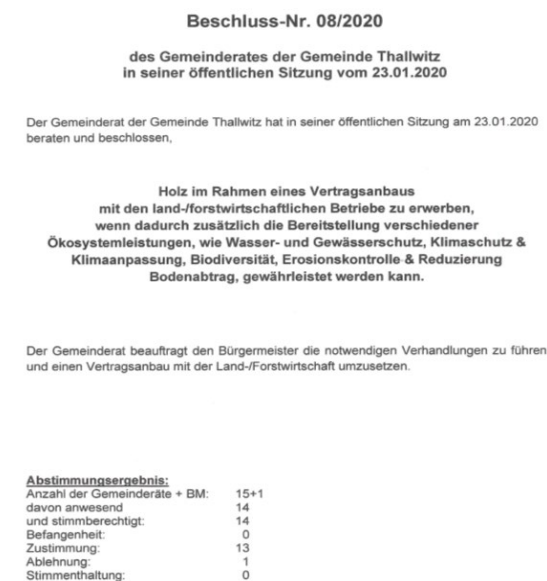 Beschluss-Nr. 08/2020
des Gemeinderates der Gemeinde Thallwitz
in seiner öffentlichen Sitzung vom 23.01.2020
Der Gemeinderat der Gemeinde Thallwitz hat in seiner öffentlichen Sitzung am 23.01.2020
beraten und beschlossen,
Holz im Rahmen eines Vertragsanbaus
mit den land-/forstwirtschaftlichen Betriebe zu erwerben,
wenn dadurch zusätzlich die Bereitstellung verschiedener
Ökosystemleistungen, wie Wasser- und Gewässerschutz, Klimaschutz &
Klimaanpassung, Biodiversität, Erosionskontrolle & Reduzierung
Bodenabtrag, gewährleistet werden kann.
Der Gemeinderat beauftragt den Bürgermeister die notwendigen Verhandlungen zu führen
und einen Vertragsanbau mit der Land-/Forstwirtschaft umzusetzen.
Abstimmungsergebnis:
Anzahl der Gemeinderäte + BM: 15+1
davon anwesend 14
und stimmberechtigt: 14
Befangenheit: 0
Zustimmung: 13
Ablehnung: 1
Stimmenthaltung: 0